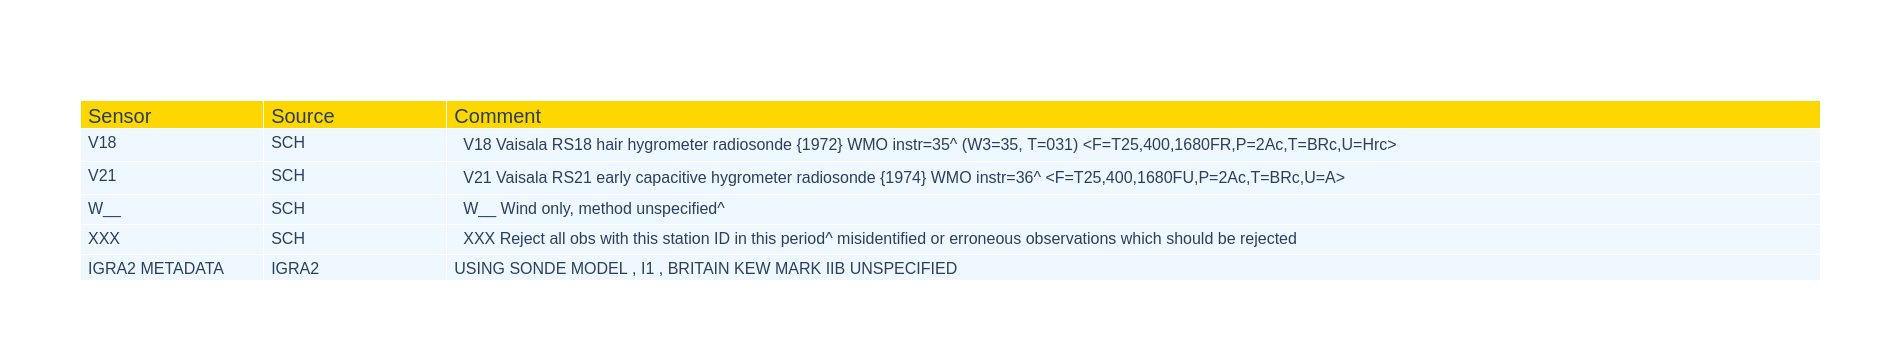 Sensor Source Comment
V18 SCH V18 Vaisala RS18 hair hygrometer radiosonde {1972} WMO instr=35^ (W3=35, T=031) <F=T25,400,1680FR,P=2Ac,T=BRc,U=Hrc>
V21 SCH V21 Vaisala RS21 early capacitive hygrometer radiosonde {1974} WMO instr=36^ <F=T25,400,1680FU,P=2Ac,T=BRc,U=A>
W__ SCH W__ Wind only, method unspecified^
XXX SCH XXX Reject all obs with this station ID in this period^ misidentified or erroneous observations which should be rejected
IGRA2 METADATA IGRA2 USING SONDE MODEL , I1 , BRITAIN KEW MARK IIB UNSPECIFIED